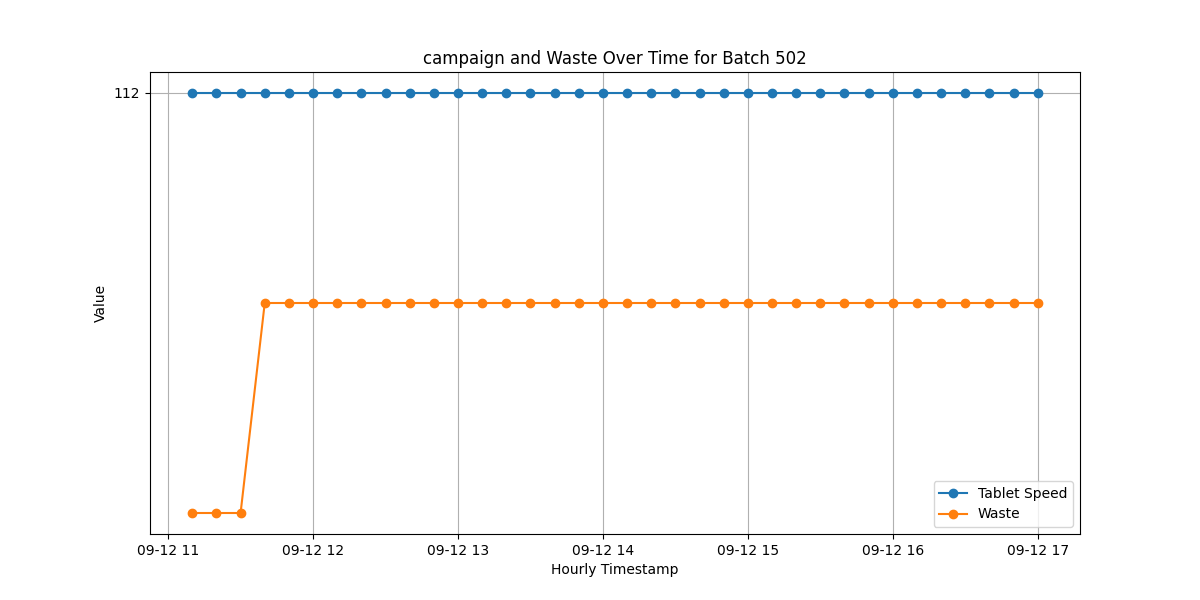 campaign and Waste Over Time for Batch 502
112
Value
09-12 11
09-12 12
09-12 13
09-12 14
09-12 15
09-12 16
09-12 17
Hourly Timestamp
Tablet Speed
Waste